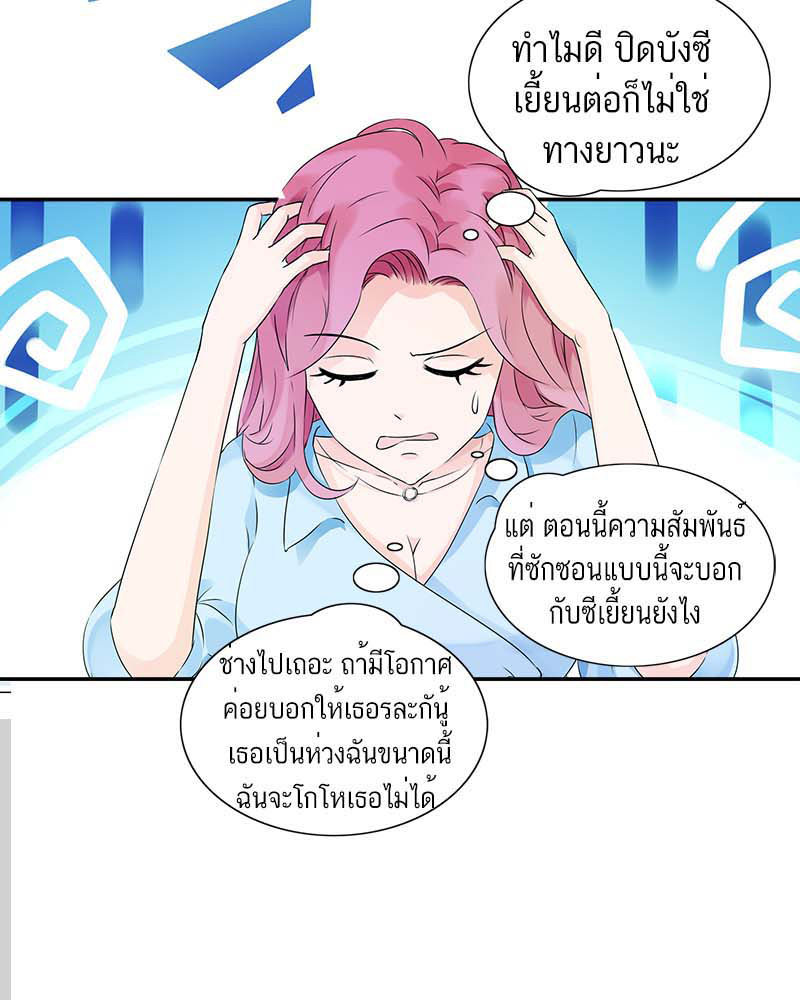 ทำไมดี ปิดบังซี
เยี้ยนต่อก็ไม่ใช่
ทางยาวนะ
แต่ ตอนนี้ความสัมพันธ์
ที่ซักซอนแบบนี้จะบอก
กับซีเยี้ยนยังไง
ช่างไปเถอะ ถ้ามีโอกาศ
ค่อยบอกให้เธอรละกันู้
เธอเป็นห่วงฉันขนาดนี้
ฉันจะโกโหเธอไม่ได้